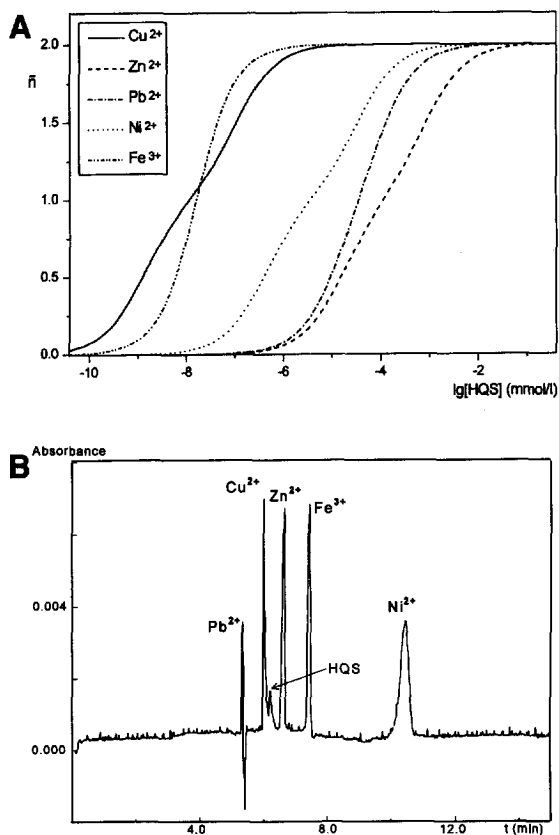 A
Cu²⁺
Zn²⁺
Pb²⁺
Ni²⁺
Fe³⁺
2.0
n̄
1.5
1.0
0.5
0.0
-10 -8 -6 -4 -2
lg[HQS] (mmol/l)
B
Absorbance
Cu²⁺
Zn²⁺
Fe³⁺
Pb²⁺
Ni²⁺
HQS
0.004
0.000
4.0 8.0 12.0 t (min)